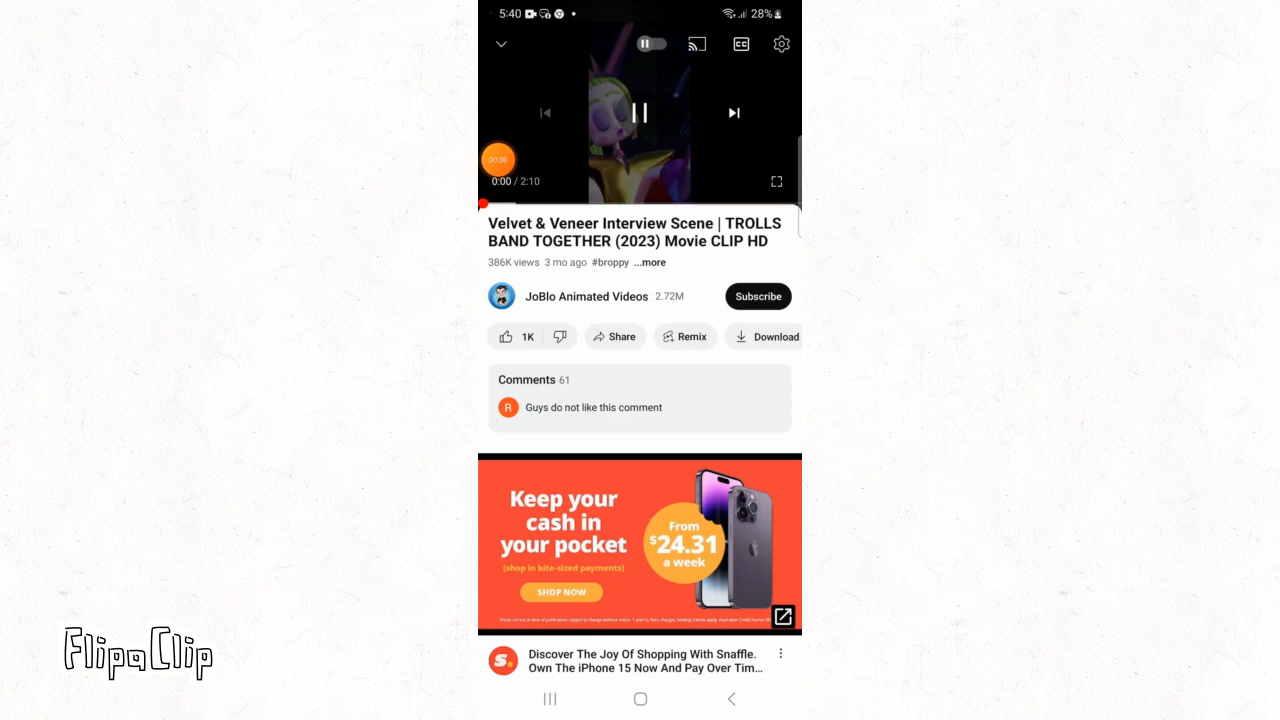 5:40
28%
CC
00:00
0:00 / 2:10
Velvet & Veneer Interview Scene | TROLLS
BAND TOGETHER (2023) Movie CLIP HD
386K views 3 mo ago #broppy ...more
JoBlo Animated Videos 2.72M
Subscribe
1K
Share
Remix
Download
Comments 61
R
Guys do not like this comment
Keep your
cash in
your pocket
(shop in bite-sized payments)
SHOP NOW
From
$24.31
a week
S.
Discover The Joy Of Shopping With Snaffle.
Own The iPhone 15 Now And Pay Over Tim...
FlipaClip